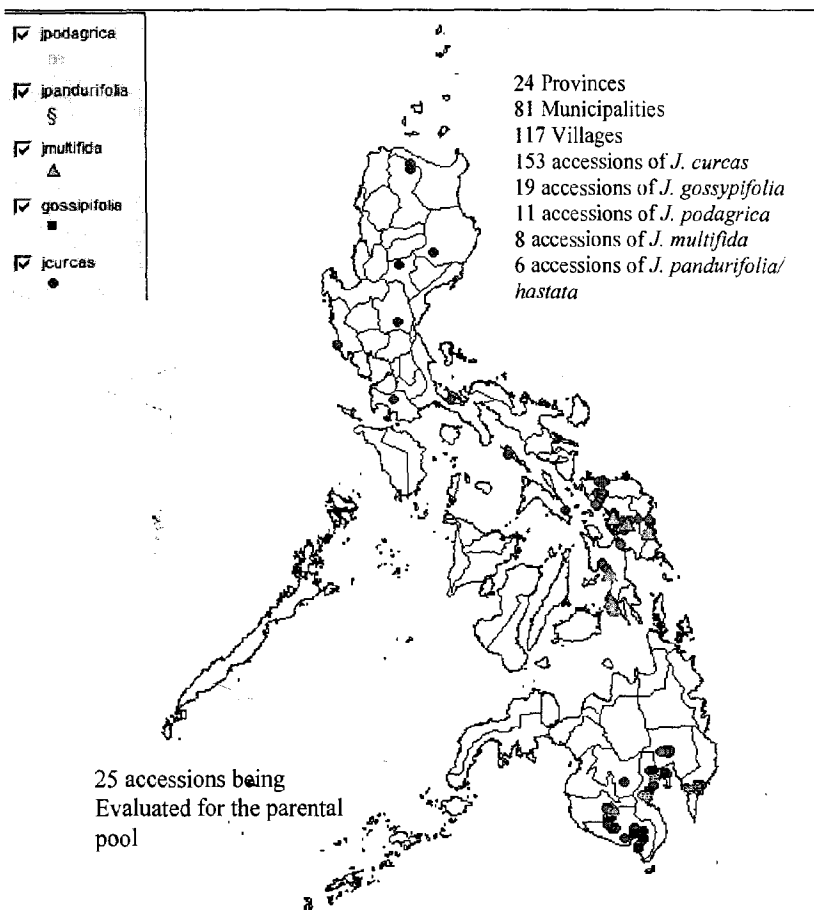 jpodagrica
jpandurifolia
§
jmultifida
gossipifolia
jcurcas
24 Provinces
81 Municipalities
117 Villages
153 accessions of J. curcas
19 accessions of J. gossypifolia
11 accessions of J. podagrica
8 accessions of J. multifida
6 accessions of J. pandurifolia/
hastata
25 accessions being
Evaluated for the parental
pool